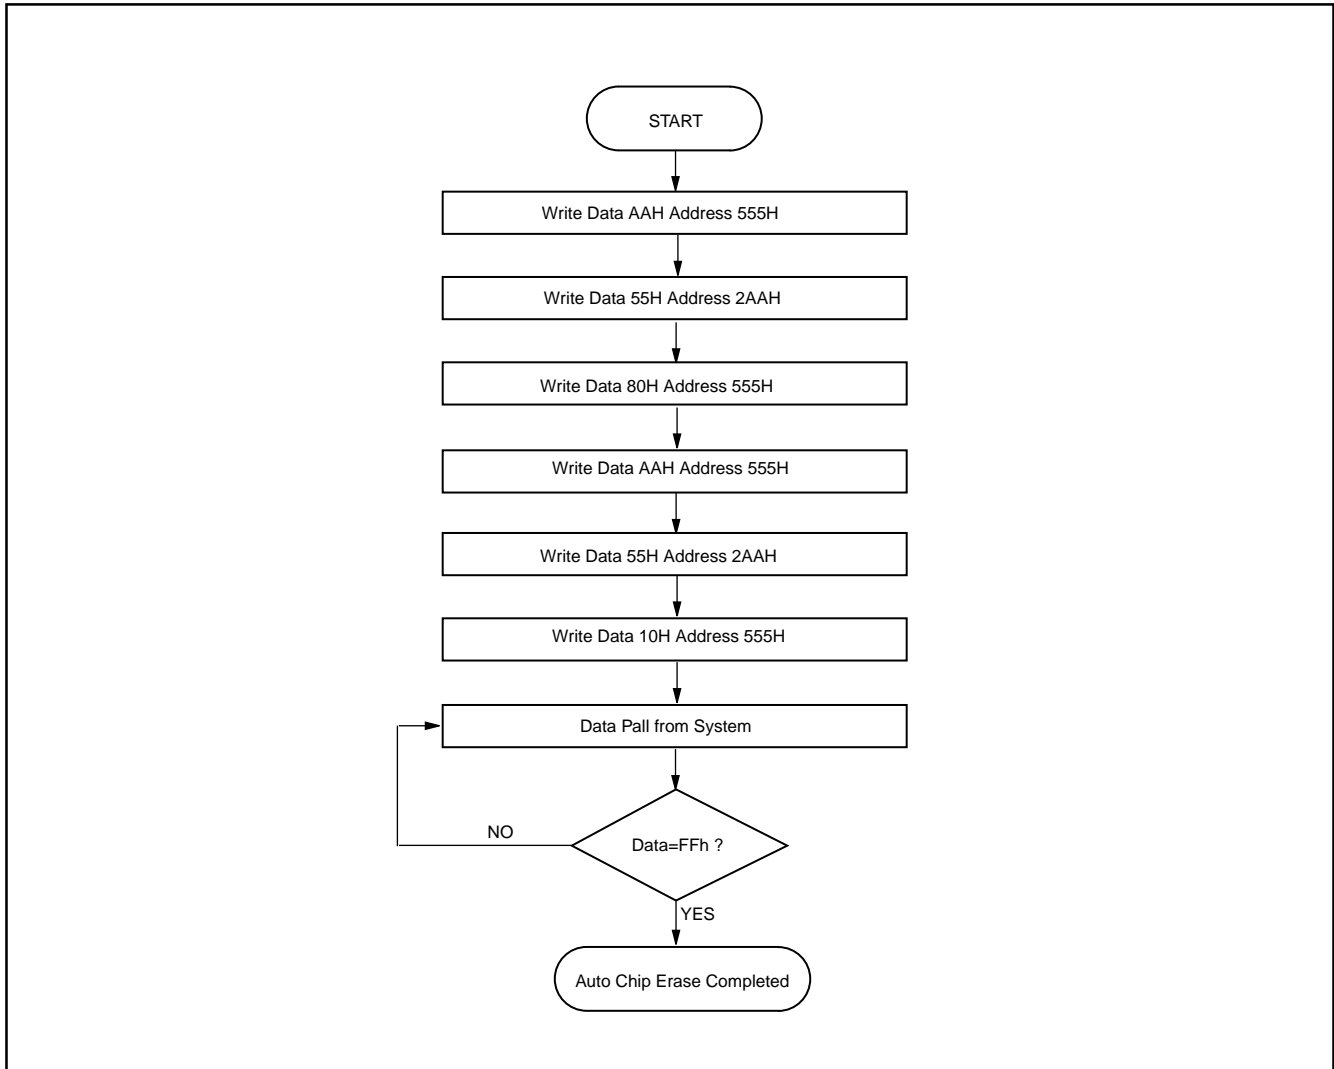 START
Write Data AAH Address 555H
Write Data 55H Address 2AAH
Write Data 80H Address 555H
Write Data AAH Address 555H
Write Data 55H Address 2AAH
Write Data 10H Address 555H
Data Pall from System
NO
Data=FFh ?
YES
Auto Chip Erase Completed